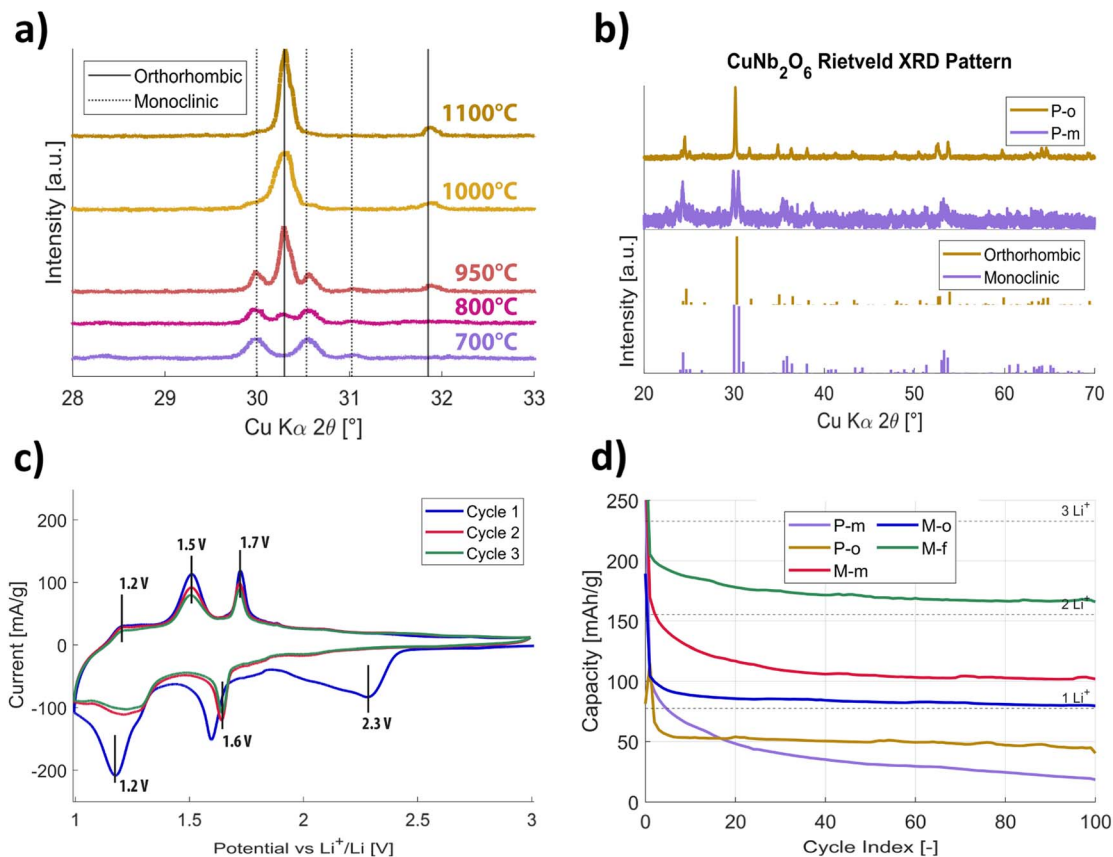 a)
Intensity [a.u.]
Orthorhombic
Monoclinic
1100°C
1000°C
950°C
800°C
700°C
28 29 30 31 32 33
Cu Kα 2θ [°]
b)
CuNb₂O₆ Rietveld XRD Pattern
P-o
P-m
Intensity [a.u.]
Orthorhombic
Monoclinic
20 30 40 50 60 70
Cu Kα 2θ [°]
c)
Current [mA/g]
200
100
0
-100
-200
Cycle 1
Cycle 2
Cycle 3
1.2 V
1.5 V
1.7 V
2.3 V
1.6 V
1.2 V
1 1.5 2 2.5 3
Potential vs Li⁺/Li [V]
d)
Capacity [mAh/g]
250
200
150
100
50
0
P-m M-o
P-o M-f
M-m
3 Li⁺
2 Li⁺
1 Li⁺
0 20 40 60 80 100
Cycle Index [-]